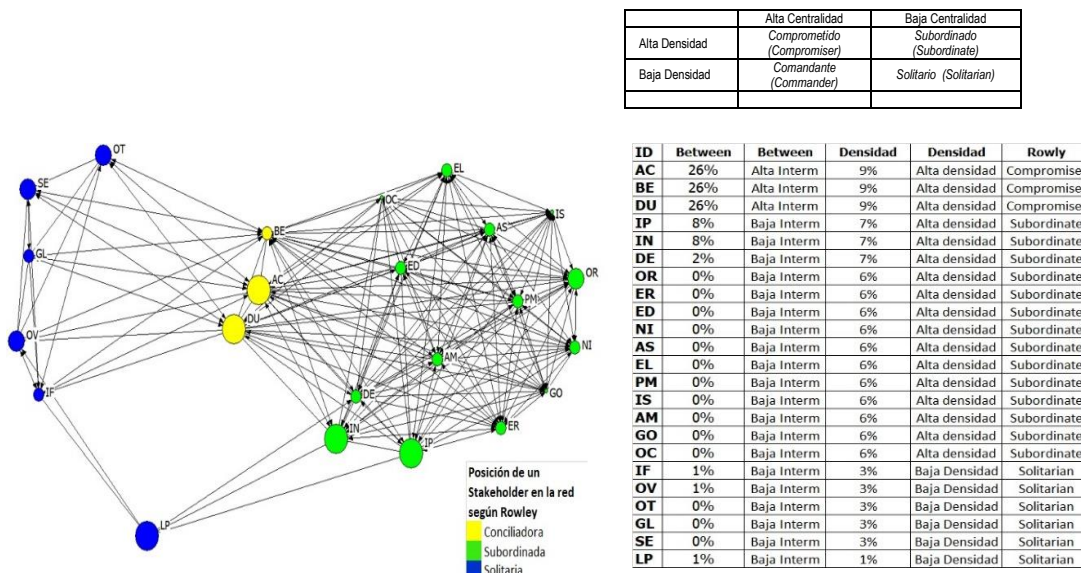 Alta Centralidad Baja Centralidad
Alta Densidad Comprometido (Compromiser) Subordinado (Subordinate)
Baja Densidad Comandante (Commander) Solitario (Solitarian)
OT
SE
GL
OV
IF
LP
BE
AC
DU
EL
OC
IS
AS
ED
OR
PM
NI
AM
GO
DE
ER
IN
IP
Posición de un
Stakeholder en la red
según Rowley
Conciliadora
Subordinada
Solitaria
ID Between Between Densidad Densidad Rowly
AC 26% Alta Interm 9% Alta densidad Compromise
BE 26% Alta Interm 9% Alta densidad Compromise
DU 26% Alta Interm 9% Alta densidad Compromise
IP 8% Baja Interm 7% Alta densidad Subordinate
IN 8% Baja Interm 7% Alta densidad Subordinate
DE 2% Baja Interm 7% Alta densidad Subordinate
OR 0% Baja Interm 6% Alta densidad Subordinate
ER 0% Baja Interm 6% Alta densidad Subordinate
ED 0% Baja Interm 6% Alta densidad Subordinate
NI 0% Baja Interm 6% Alta densidad Subordinate
AS 0% Baja Interm 6% Alta densidad Subordinate
EL 0% Baja Interm 6% Alta densidad Subordinate
PM 0% Baja Interm 6% Alta densidad Subordinate
IS 0% Baja Interm 6% Alta densidad Subordinate
AM 0% Baja Interm 6% Alta densidad Subordinate
GO 0% Baja Interm 6% Alta densidad Subordinate
OC 0% Baja Interm 6% Alta densidad Subordinate
IF 1% Baja Interm 3% Baja Densidad Solitarian
OV 1% Baja Interm 3% Baja Densidad Solitarian
OT 0% Baja Interm 3% Baja Densidad Solitarian
GL 0% Baja Interm 3% Baja Densidad Solitarian
SE 0% Baja Interm 3% Baja Densidad Solitarian
LP 1% Baja Interm 1% Baja Densidad Solitarian